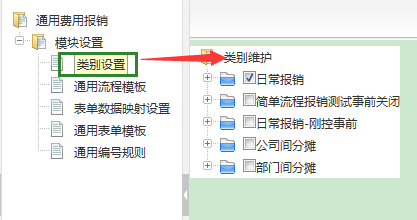 通用费用报销
模块设置
类别设置
通用流程模板
表单数据映射设置
通用表单模板
通用编号规则
类别维护
日常报销
简单流程报销测试事前关闭
日常报销-刚控事前
公司间分摊
部门间分摊